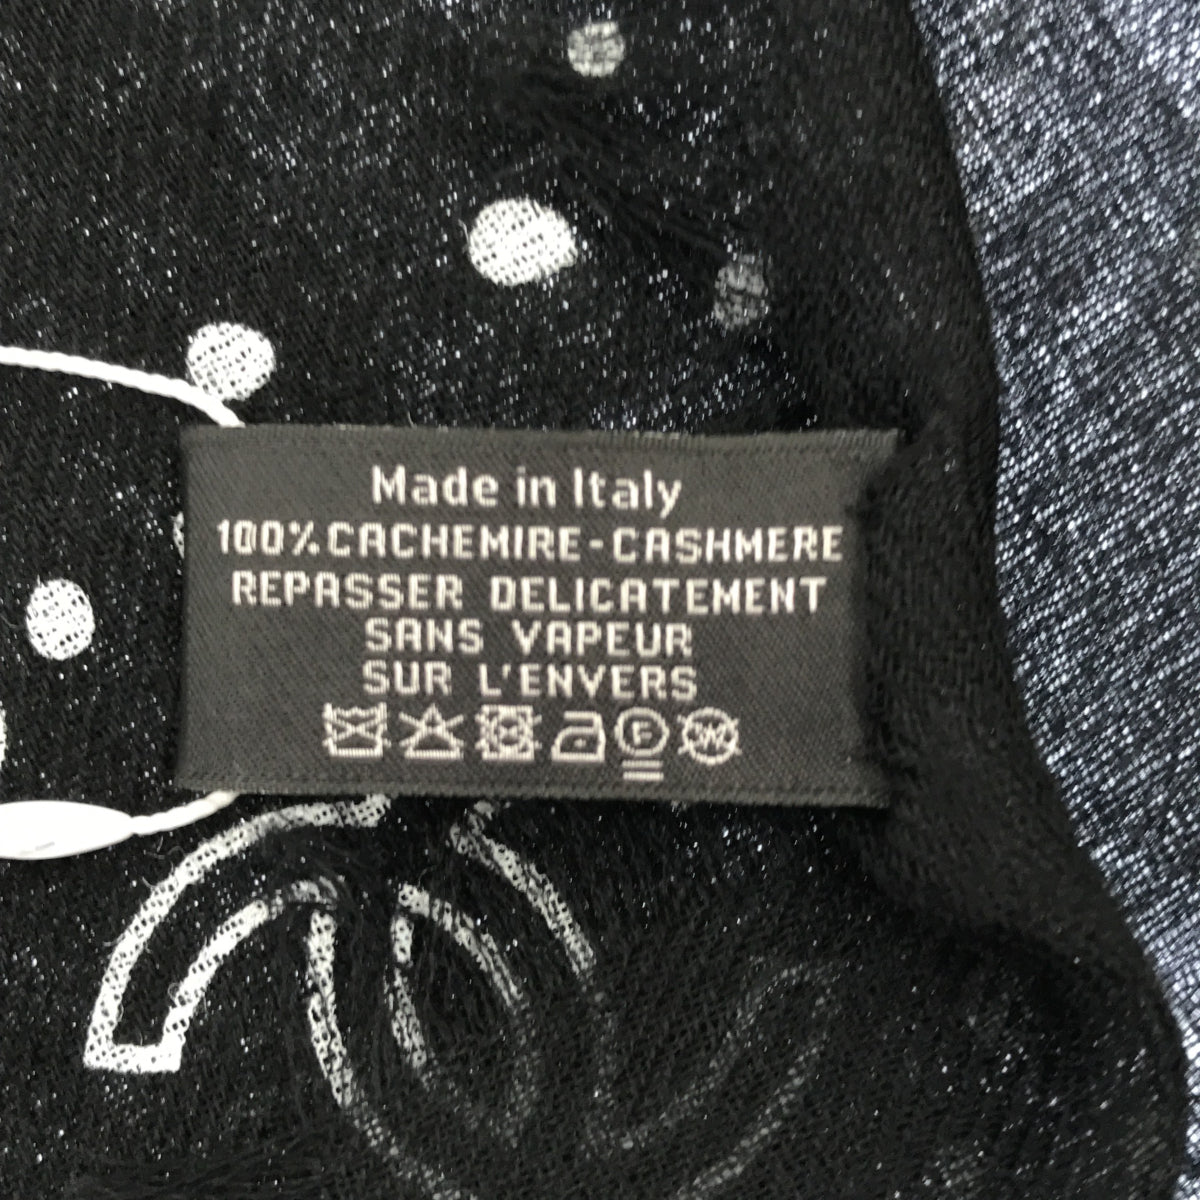 Made in Italy
100% CACHEMIRE-CASHMERE
REPASSER DELICATEMENT
SANS VAPEUR
SUR L'ENVERS
F W